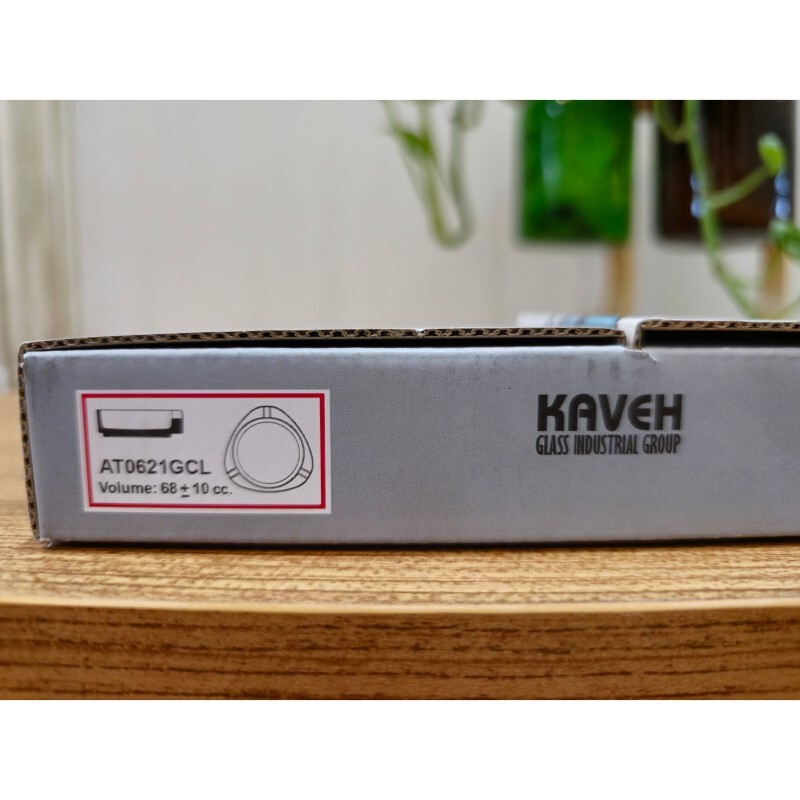 AT0621GCL
Volume: 68 ± 10 cc.
KAVEH
GLASS INDUSTRIAL GROUP